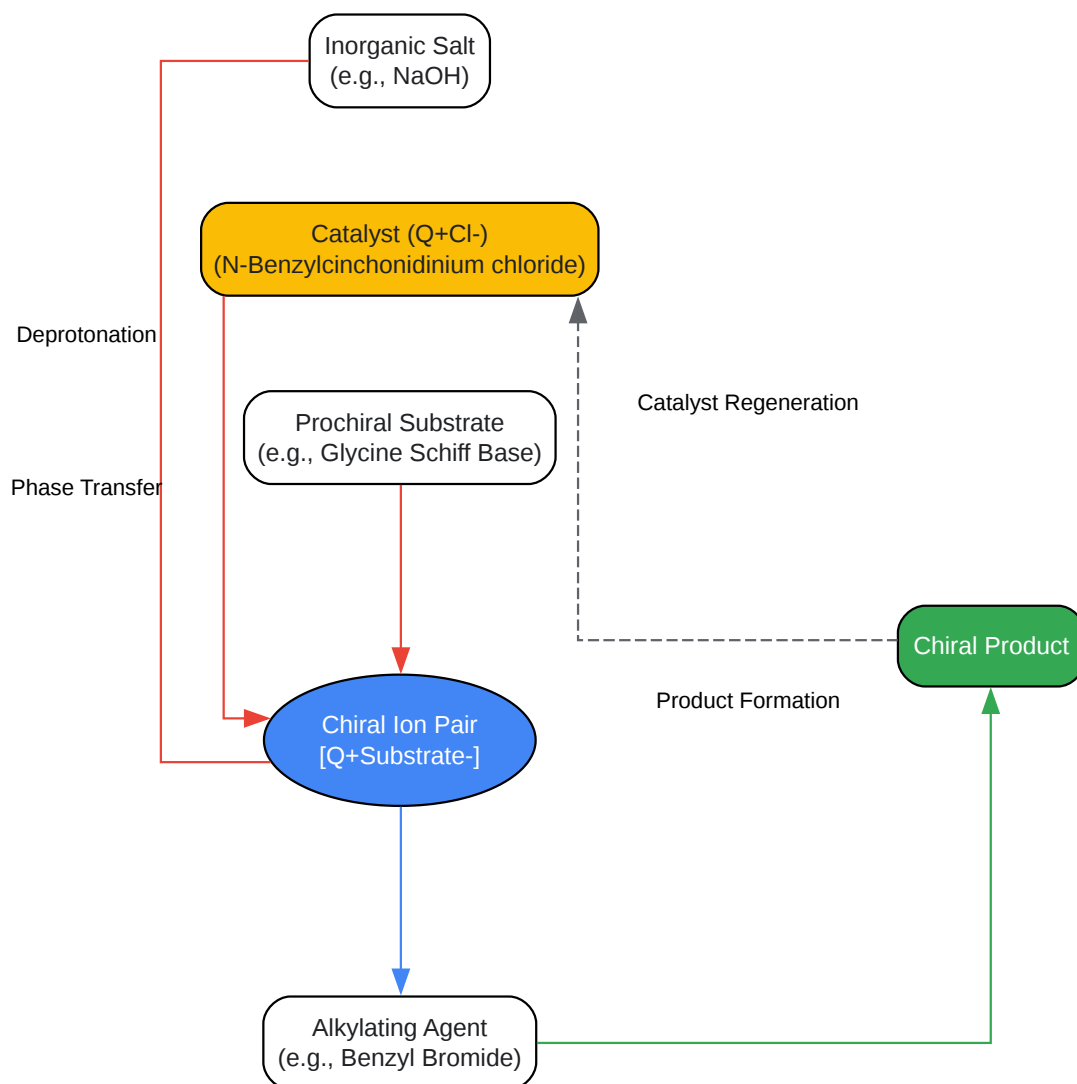 Inorganic Salt
(e.g., NaOH)
Catalyst (Q+Cl-)
(N-Benzylcinchonidinium chloride)
Deprotonation
Catalyst Regeneration
Prochiral Substrate
(e.g., Glycine Schiff Base)
Phase Transfer
Chiral Product
Product Formation
Chiral Ion Pair
[Q+Substrate-]
Alkylating Agent
(e.g., Benzyl Bromide)